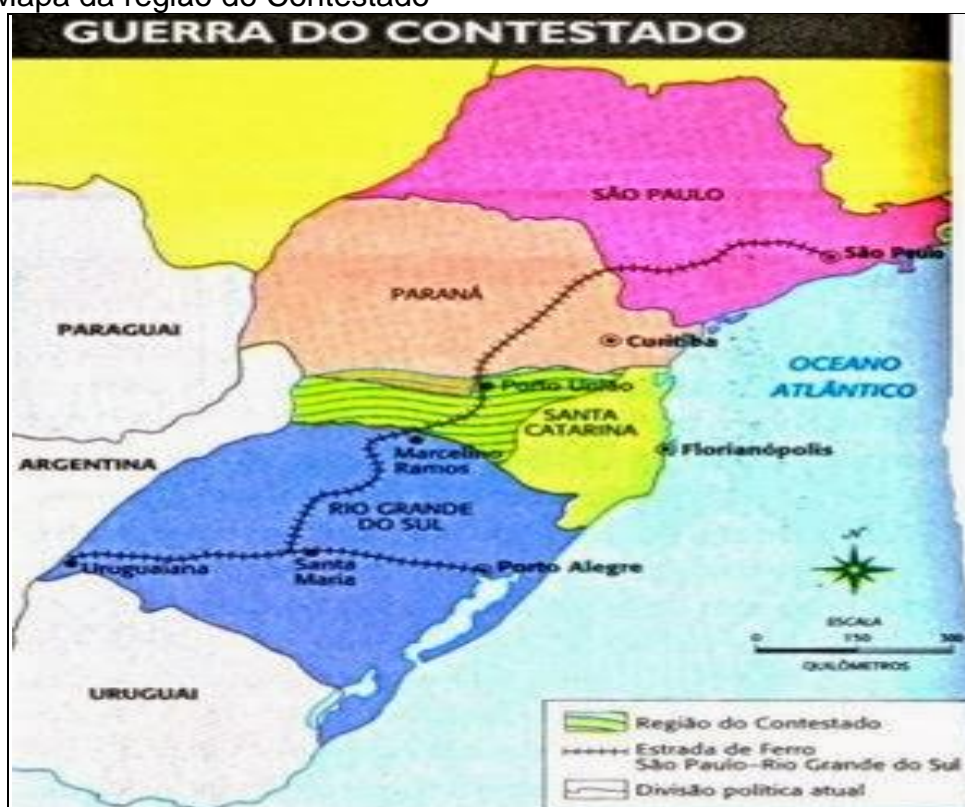 Mapa da região do Contestado
GUERRA DO CONTESTADO
SÃO PAULO
São Paulo
PARANÁ
PARAGUAI
Curitiba
OCEANO
ATLÂNTICO
Porto União
SANTA
CATARINA
Florianópolis
ARGENTINA
Marcelino
Ramos
RIO GRANDE
DO SUL
Uruguaiana
Santa
Maria
Porto Alegre
N
ESCALA
0 150 300
QUILÔMETROS
URUGUAI
Região do Contestado
Estrada de Ferro
São Paulo-Rio Grande do Sul
Divisão política atual